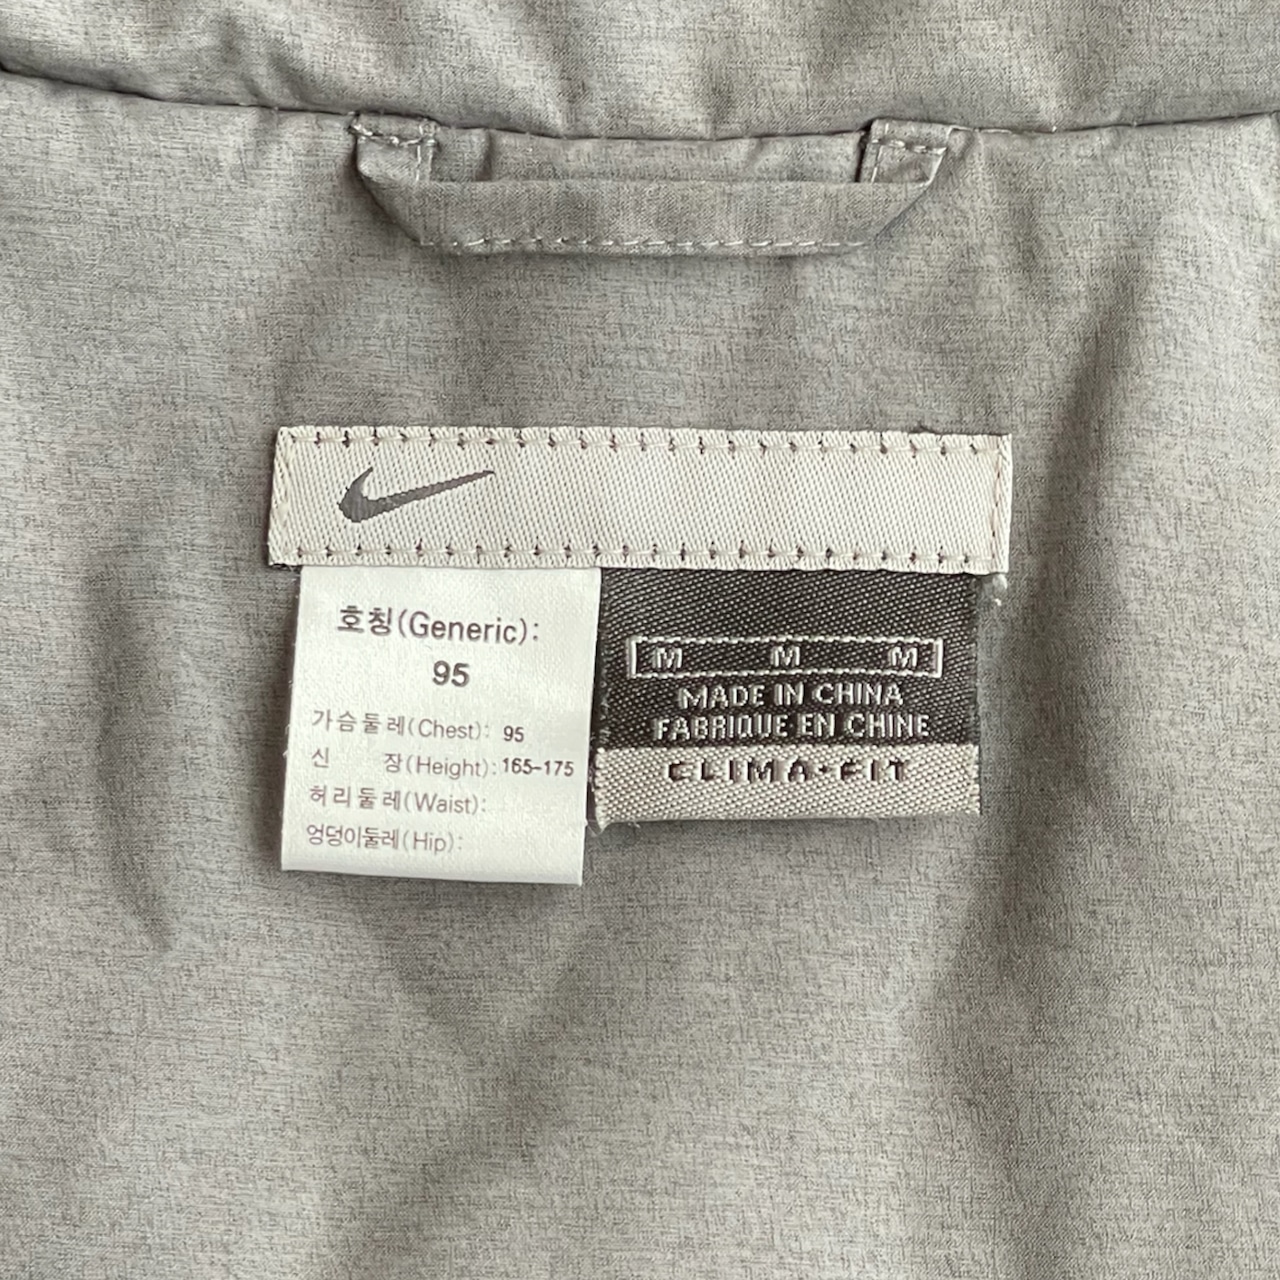 호칭(Generic):
95
가슴둘레(Chest): 95
신 장(Height): 165-175
허리둘레(Waist):
엉덩이둘레(Hip):
M M M
MADE IN CHINA
FABRIQUE EN CHINE
CLIMA·FIT